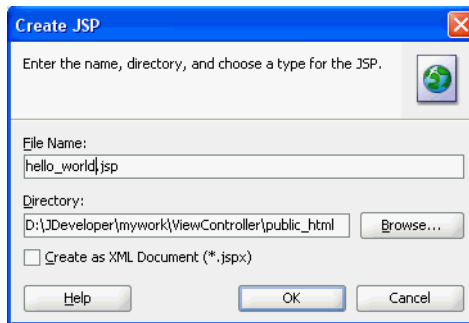 Create JSP
Enter the name, directory, and choose a type for the JSP.
File Name:
hello_world.jsp
Directory:
D:\JDeveloper\mywork\ViewController\public_html
Browse...
Create as XML Document (*.jspx)
Help
OK
Cancel